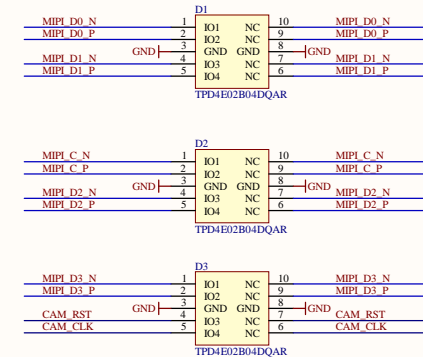 D1
MIPI_D0_N 1 IO1 NC 10 MIPI_D0_N
MIPI_D0_P 2 IO2 NC 9 MIPI_D0_P
GND 3 GND GND 8 GND
MIPI_D1_N 4 IO3 NC 7 MIPI_D1_N
MIPI_D1_P 5 IO4 NC 6 MIPI_D1_P
TPD4E02B04DQAR
D2
MIPI_C_N 1 IO1 NC 10 MIPI_C_N
MIPI_C_P 2 IO2 NC 9 MIPI_C_P
GND 3 GND GND 8 GND
MIPI_D2_N 4 IO3 NC 7 MIPI_D2_N
MIPI_D2_P 5 IO4 NC 6 MIPI_D2_P
TPD4E02B04DQAR
D3
MIPI_D3_N 1 IO1 NC 10 MIPI_D3_N
MIPI_D3_P 2 IO2 NC 9 MIPI_D3_P
GND 3 GND GND 8 GND
CAM_RST 4 IO3 NC 7 CAM_RST
CAM_CLK 5 IO4 NC 6 CAM_CLK
TPD4E02B04DQAR